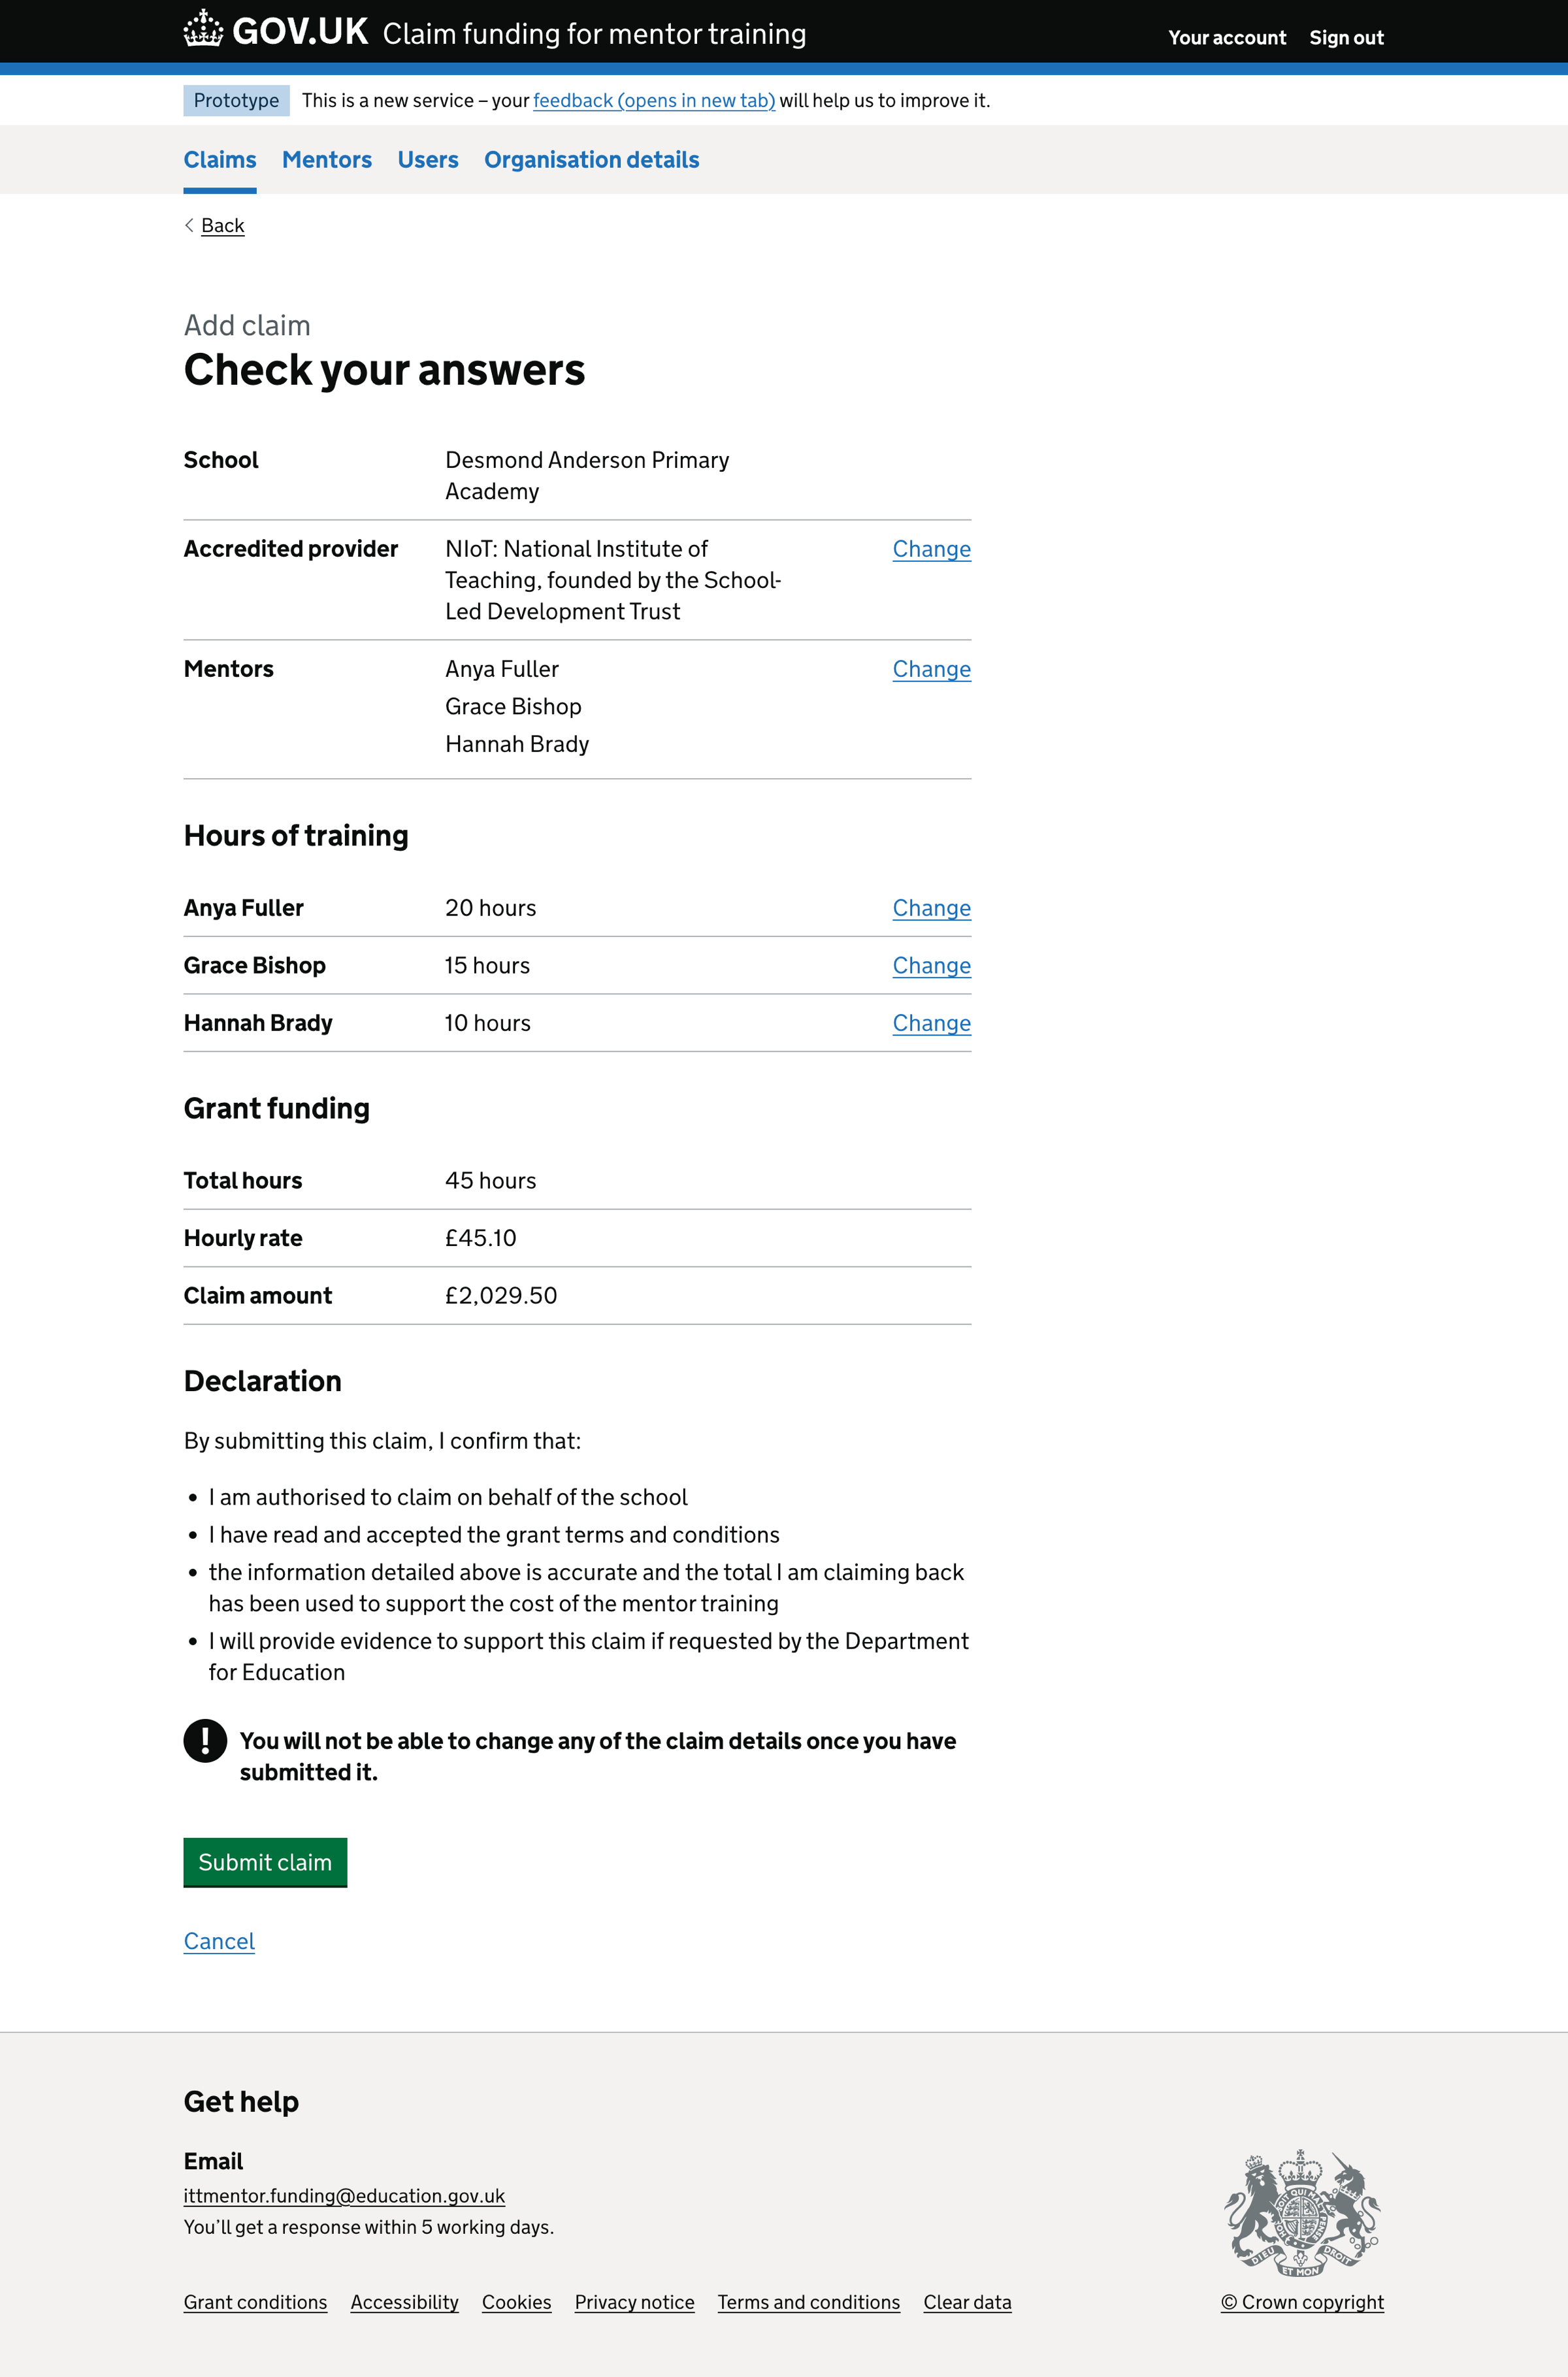 GOV.UK Claim funding for mentor training
Your account Sign out
Prototype This is a new service – your feedback (opens in new tab) will help us to improve it.
Claims Mentors Users Organisation details
Back
Add claim
Check your answers
School Desmond Anderson Primary
Academy
Accredited provider NIoT: National Institute of Change
Teaching, founded by the School-
Led Development Trust
Mentors Anya Fuller Change
Grace Bishop
Hannah Brady
Hours of training
Anya Fuller 20 hours Change
Grace Bishop 15 hours Change
Hannah Brady 10 hours Change
Grant funding
Total hours 45 hours
Hourly rate £45.10
Claim amount £2,029.50
Declaration
By submitting this claim, I confirm that:
• I am authorised to claim on behalf of the school
• I have read and accepted the grant terms and conditions
• the information detailed above is accurate and the total I am claiming back
has been used to support the cost of the mentor training
• I will provide evidence to support this claim if requested by the Department
for Education
! You will not be able to change any of the claim details once you have
submitted it.
Submit claim
Cancel
Get help
Email
ittmentor.funding@education.gov.uk
You’ll get a response within 5 working days.
DIEU ET MON DROIT
Grant conditions Accessibility Cookies Privacy notice Terms and conditions Clear data © Crown copyright